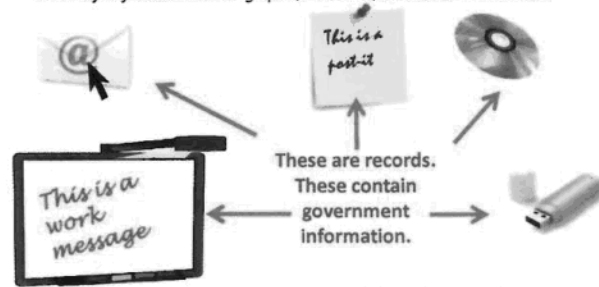 This is a
post-it
These are records.
These contain
government
information.
This is a
work
message